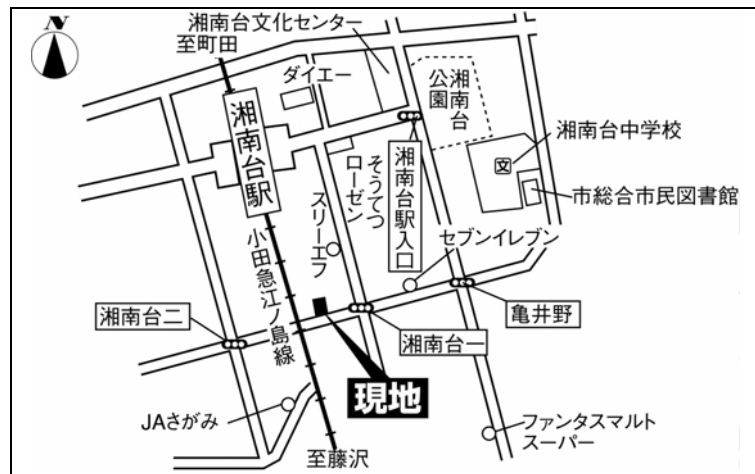 N
湘南台文化センター
至町田
ダイエー
湘南台
公園
湘南台中学校
文
市総合市民図書館
湘南台駅
湘南台駅入口
そうてつ
ローゼン
スリーエフ
セブンイレブン
小田急江ノ島線
湘南台二
亀井野
湘南台一
現地
JAさがみ
ファンタスマルト
スーパー
至藤沢